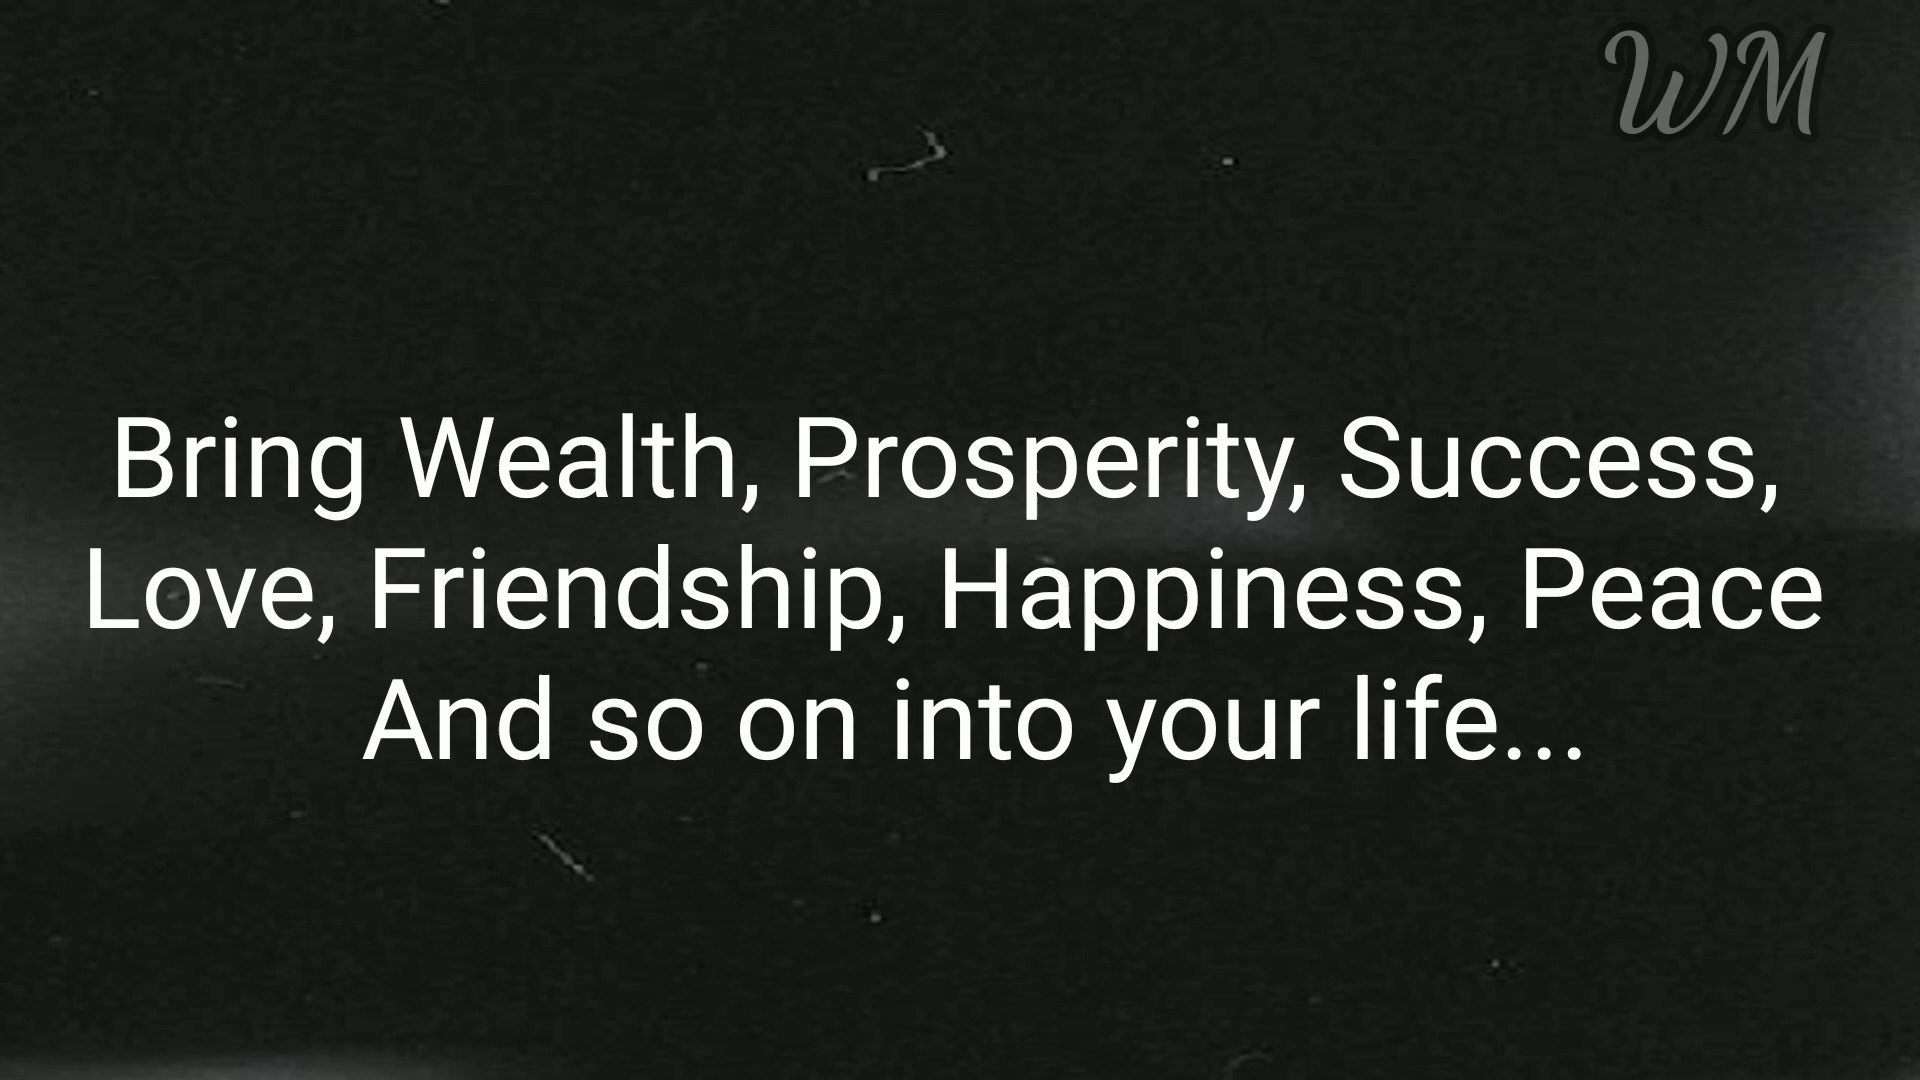 WM
Bring Wealth, Prosperity, Success,
Love, Friendship, Happiness, Peace
And so on into your life...